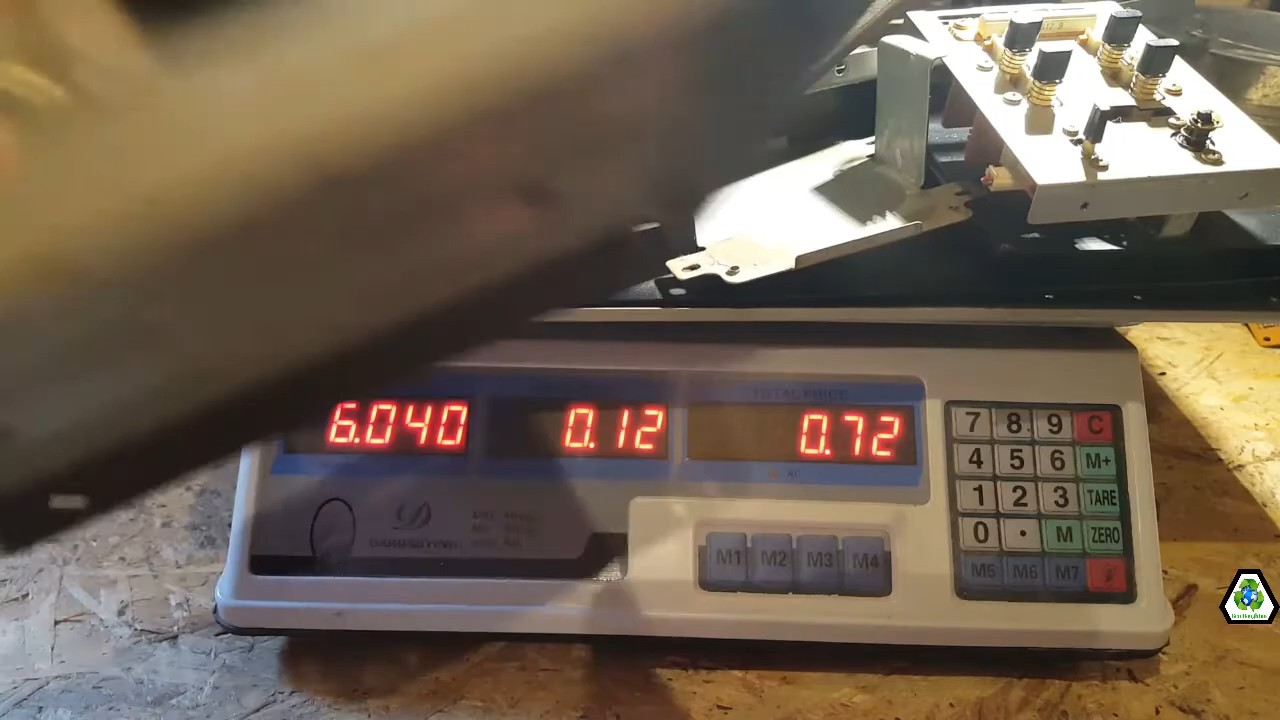 TOTAL PRICE
6.040 0.12 0.72
7 8 9 C
4 5 6 M+
1 2 3 TARE
0 . M ZERO
M5 M6 M7
M1 M2 M3 M4